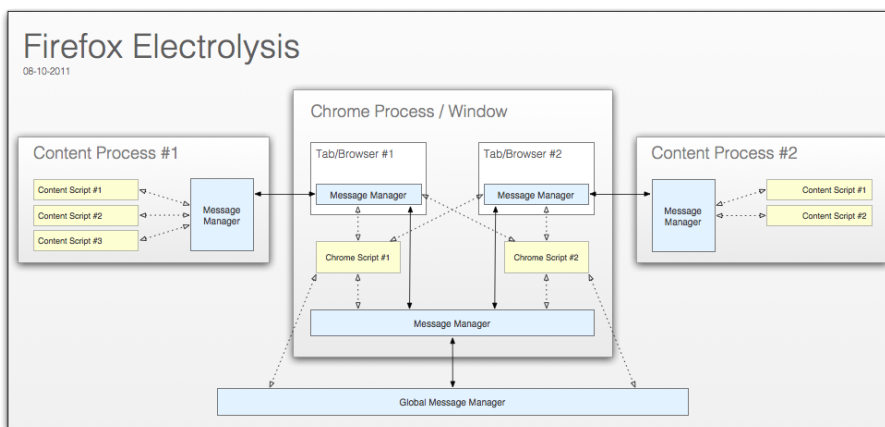 Firefox Electrolysis
08-10-2011
Chrome Process / Window
Content Process #1
Tab/Browser #1
Tab/Browser #2
Content Process #2
Content Script #1
Content Script #2
Content Script #3
Message
Manager
Message Manager
Message Manager
Message
Manager
Content Script #1
Content Script #2
Chrome Script #1
Chrome Script #2
Message Manager
Global Message Manager